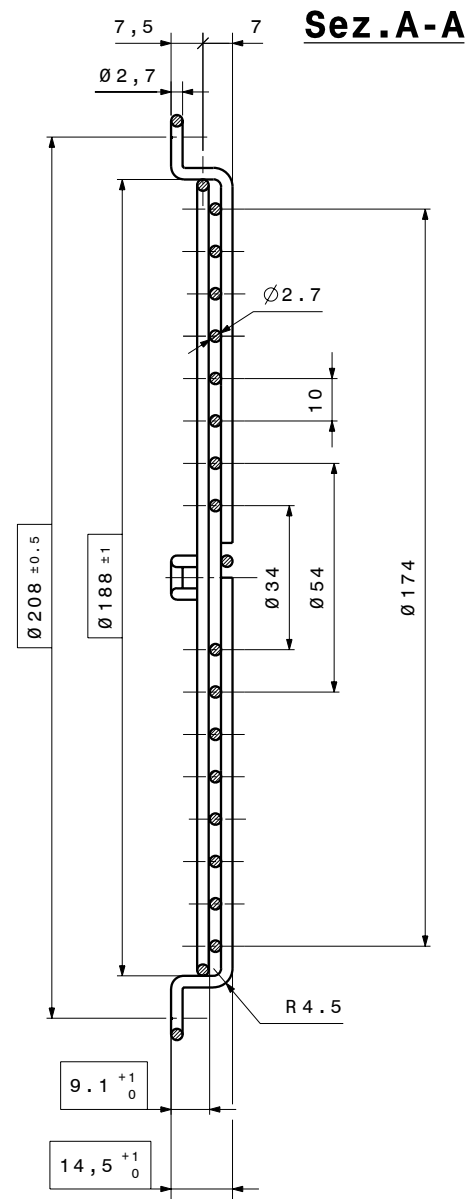 Sez.A-A
7,5
7
Ø2,7
Ø2.7
10
Ø208 ±0.5
Ø188 ±1
Ø34
Ø54
Ø174
R4.5
9.1 +1 0
14,5 +1 0